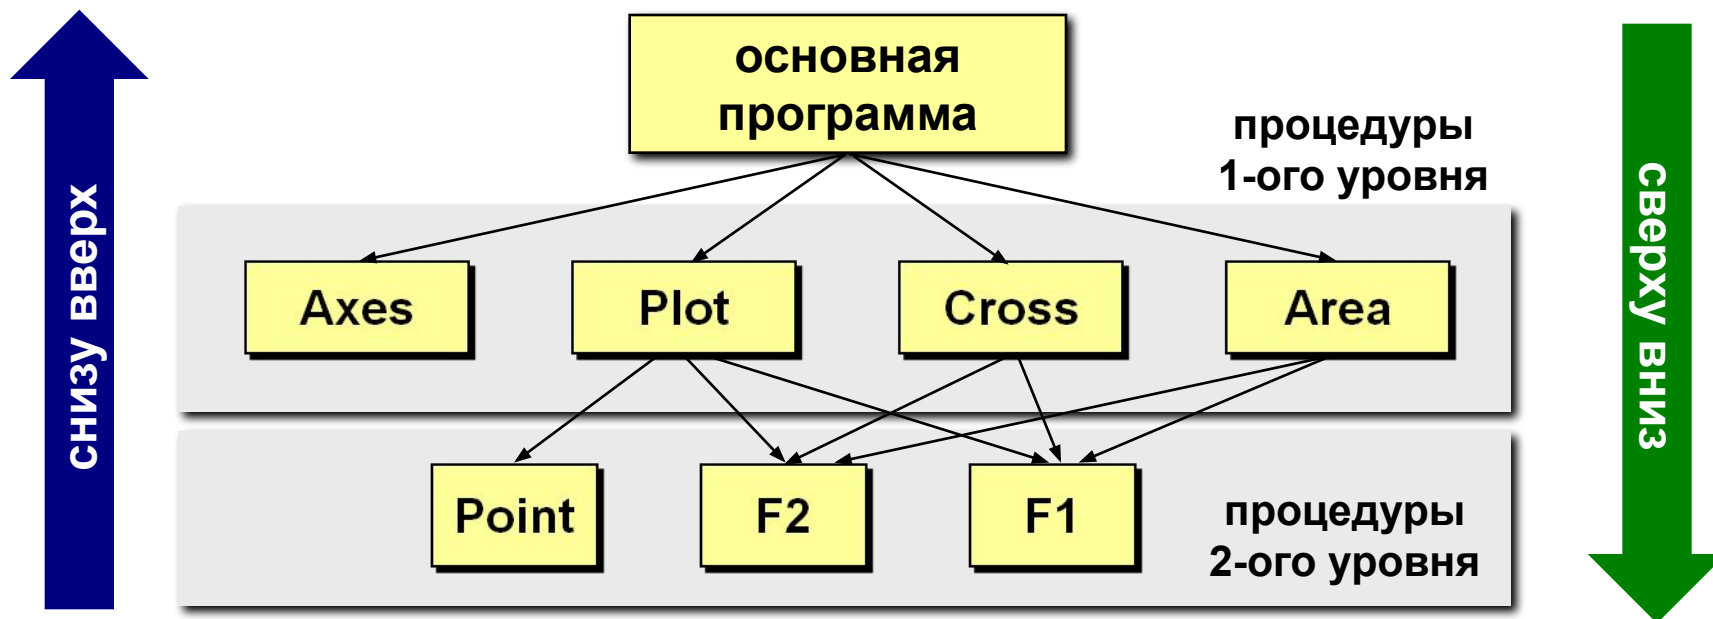 основная
программа
процедуры
1-ого уровня
снизу вверх
сверху вниз
Axes
Plot
Cross
Area
Point
F2
F1
процедуры
2-ого уровня